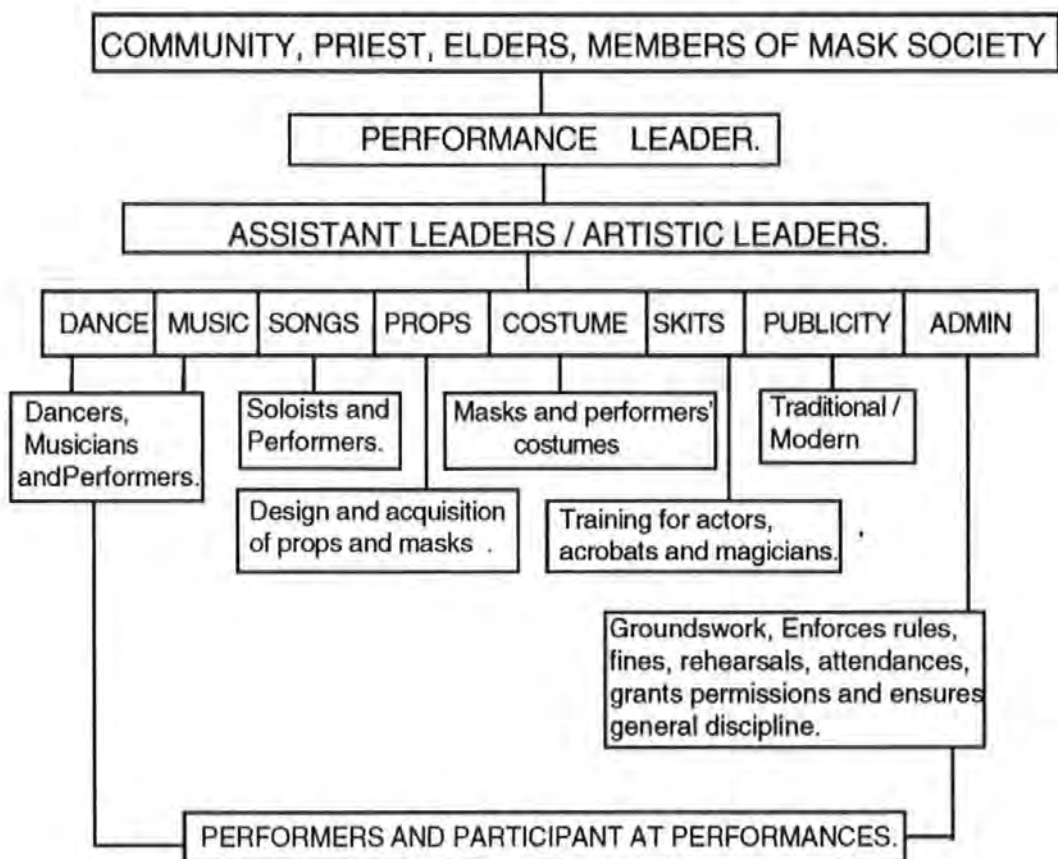 COMMUNITY, PRIEST, ELDERS, MEMBERS OF MASK SOCIETY
PERFORMANCE LEADER.
ASSISTANT LEADERS / ARTISTIC LEADERS.
DANCE MUSIC SONGS PROPS COSTUME SKITS PUBLICITY ADMIN
Dancers,
Musicians
andPerformers.
Soloists and
Performers.
Masks and performers'
costumes
Traditional /
Modern
Design and acquisition
of props and masks .
Training for actors,
acrobats and magicians.
Groundswork, Enforces rules,
fines, rehearsals, attendances,
grants permissions and ensures
general discipline.
PERFORMERS AND PARTICIPANT AT PERFORMANCES.